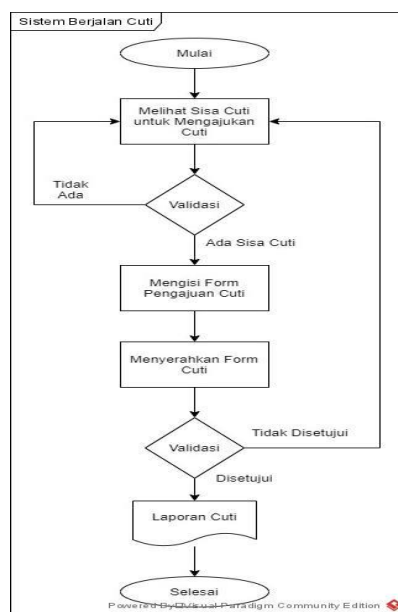 Sistem Berjalan Cuti
Mulai
Melihat Sisa Cuti
untuk Mengajukan
Cuti
Tidak
Ada
Validasi
Ada Sisa Cuti
Mengisi Form
Pengajuan Cuti
Menyerahkan Form
Cuti
Tidak Disetujui
Validasi
Disetujui
Laporan Cuti
Selesai
Powered By Visual Paradigm Community Edition